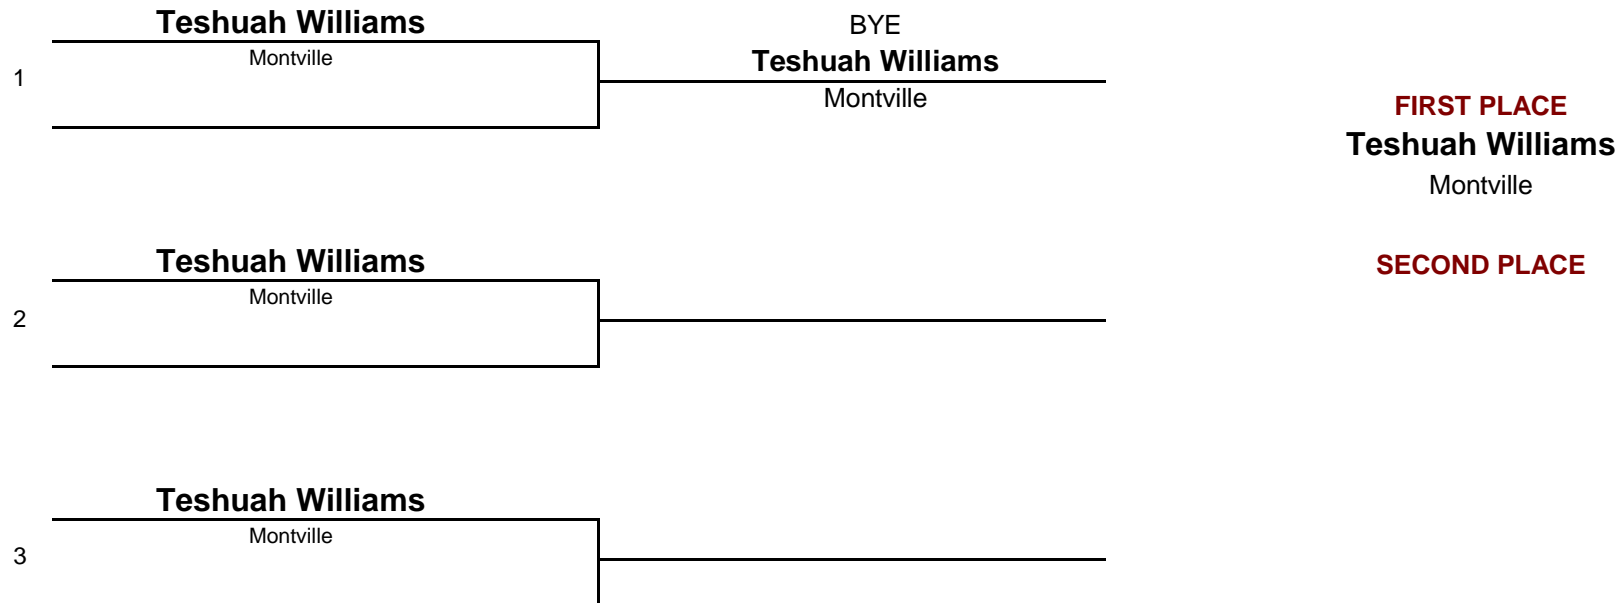 Teshuah Williams
Montville
1
BYE
Teshuah Williams
Montville
FIRST PLACE
Teshuah Williams
Montville
SECOND PLACE
Teshuah Williams
Montville
2
Teshuah Williams
Montville
3